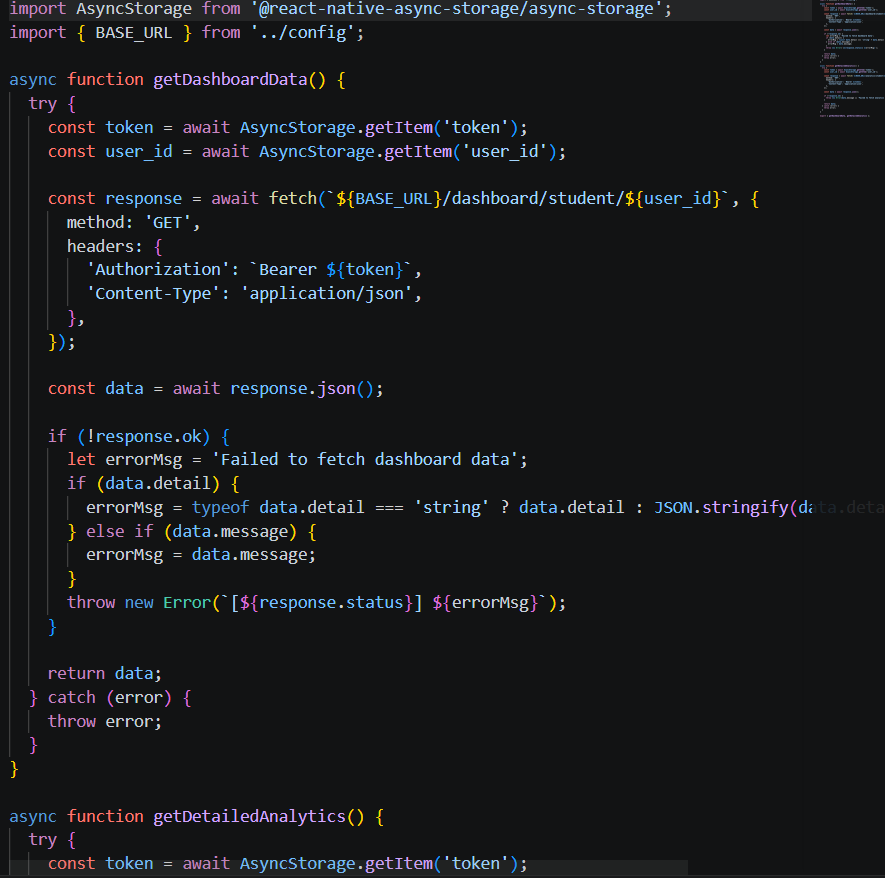 import AsyncStorage from '@react-native-async-storage/async-storage';
import { BASE_URL } from '../config';

async function getDashboardData() {
  try {
    const token = await AsyncStorage.getItem('token');
    const user_id = await AsyncStorage.getItem('user_id');

    const response = await fetch(`${BASE_URL}/dashboard/student/${user_id}`, {
      method: 'GET',
      headers: {
        'Authorization': `Bearer ${token}`,
        'Content-Type': 'application/json',
      },
    });

    const data = await response.json();

    if (!response.ok) {
      let errorMsg = 'Failed to fetch dashboard data';
      if (data.detail) {
        errorMsg = typeof data.detail === 'string' ? data.detail : JSON.stringify(data.deta
      } else if (data.message) {
        errorMsg = data.message;
      }
      throw new Error(`[${response.status}] ${errorMsg}`);
    }

    return data;
  } catch (error) {
    throw error;
  }
}

async function getDetailedAnalytics() {
  try {
    const token = await AsyncStorage.getItem('token');